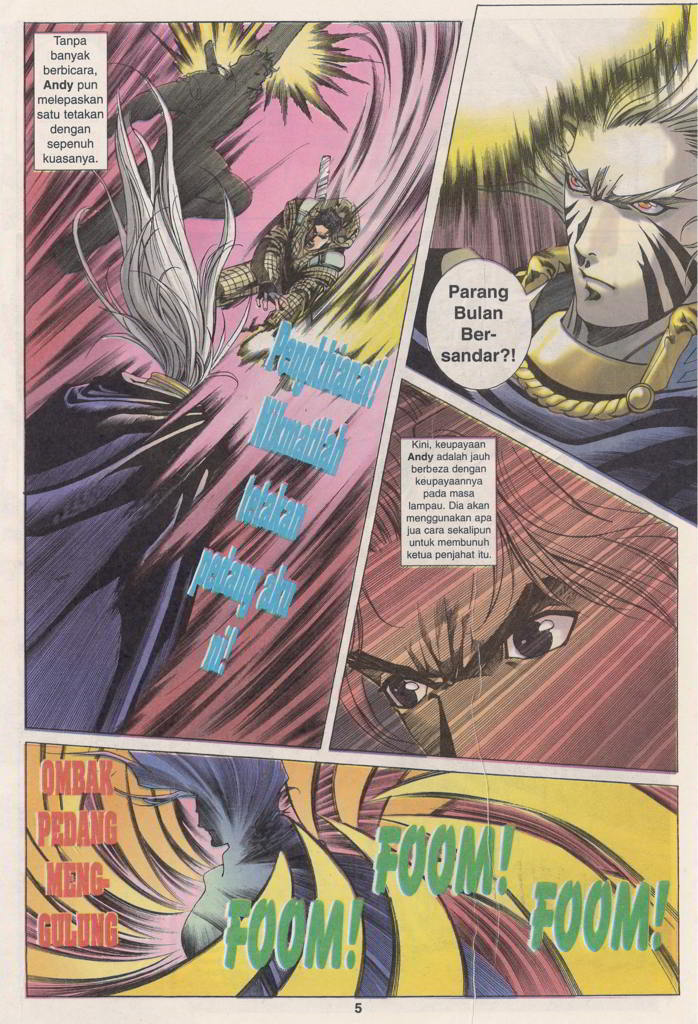 Tanpa
banyak
berbicara,
Andy pun
melepaskan
satu tetakan
dengan
sepenuh
kuasanya.
Pengkhianat!
Nikmatilah
tetakan
pedang aku
ni!
Parang
Bulan
Ber-
sandar?!
Kini, keupayaan
Andy adalah jauh
berbeza dengan
keupayaannya
pada masa
lampau. Dia akan
menggunakan apa
jua cara sekalipun
untuk membunuh
ketua penjahat itu.
OMBAK
PEDANG
MENG-
GULUNG
FOOM!
FOOM!
FOOM!
5